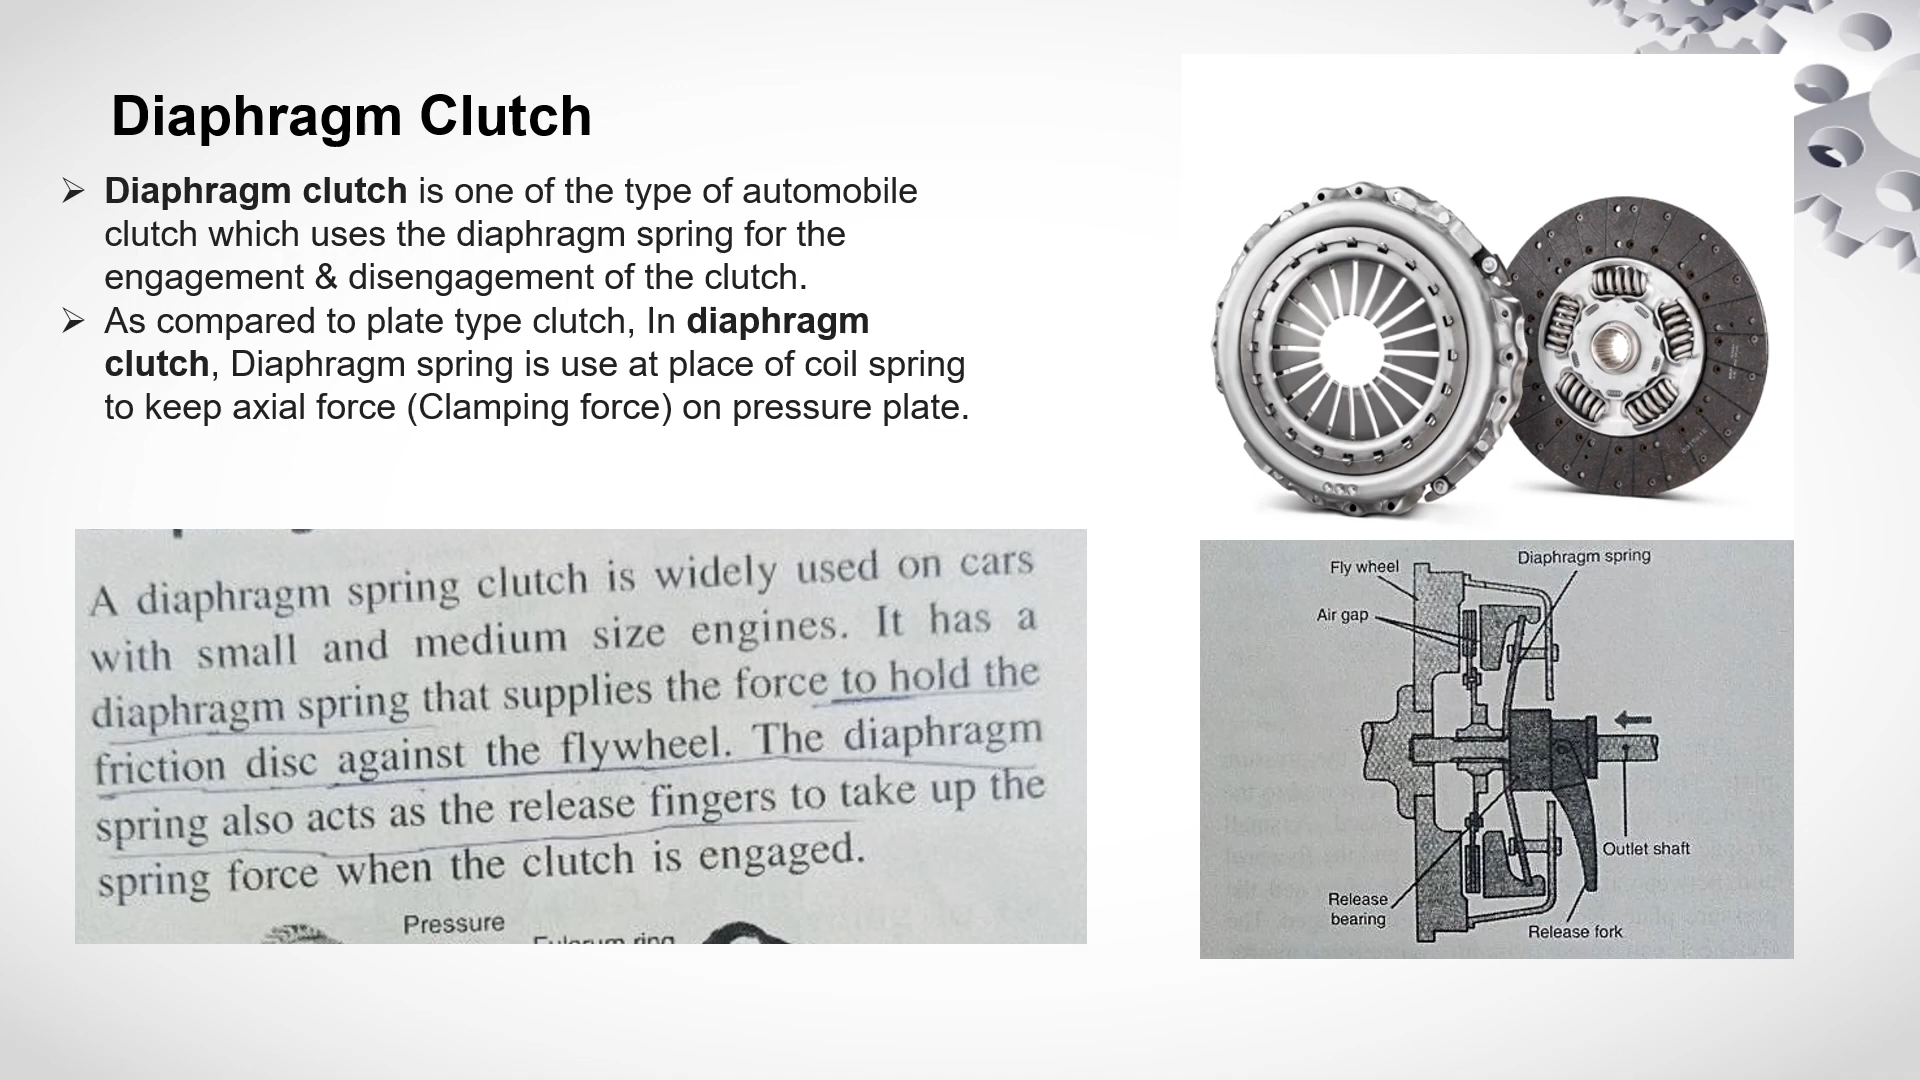 Diaphragm Clutch
➢ Diaphragm clutch is one of the type of automobile
clutch which uses the diaphragm spring for the
engagement & disengagement of the clutch.
➢ As compared to plate type clutch, In diaphragm
clutch, Diaphragm spring is use at place of coil spring
to keep axial force (Clamping force) on pressure plate.
A diaphragm spring clutch is widely used on cars
with small and medium size engines. It has a
diaphragm spring that supplies the force to hold the
friction disc against the flywheel. The diaphragm
spring also acts as the release fingers to take up the
spring force when the clutch is engaged.
Pressure
Fulcrum ring
Fly wheel
Diaphragm spring
Air gap
Outlet shaft
Release
bearing
Release fork